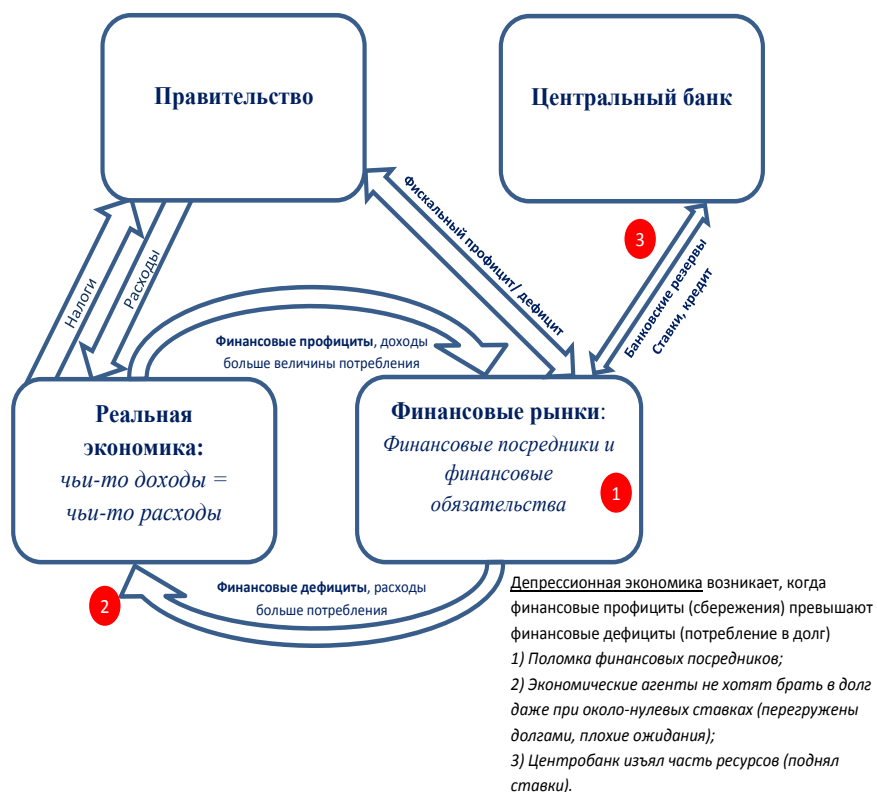 Правительство
Центральный банк
Налоги
Расходы
Фискальный профицит/ дефицит
3
Банковские резервы
Ставки, кредит
Финансовые профициты, доходы
больше величины потребления
Реальная
экономика:
чьи-то доходы =
чьи-то расходы
Финансовые рынки:
Финансовые посредники и
финансовые
обязательства
1
2
Финансовые дефициты, расходы
больше потребления
Депрессионная экономика возникает, когда
финансовые профициты (сбережения) превышают
финансовые дефициты (потребление в долг)
1) Поломка финансовых посредников;
2) Экономические агенты не хотят брать в долг
даже при около-нулевых ставках (перегружены
долгами, плохие ожидания);
3) Центробанк изъял часть ресурсов (поднял
ставки).